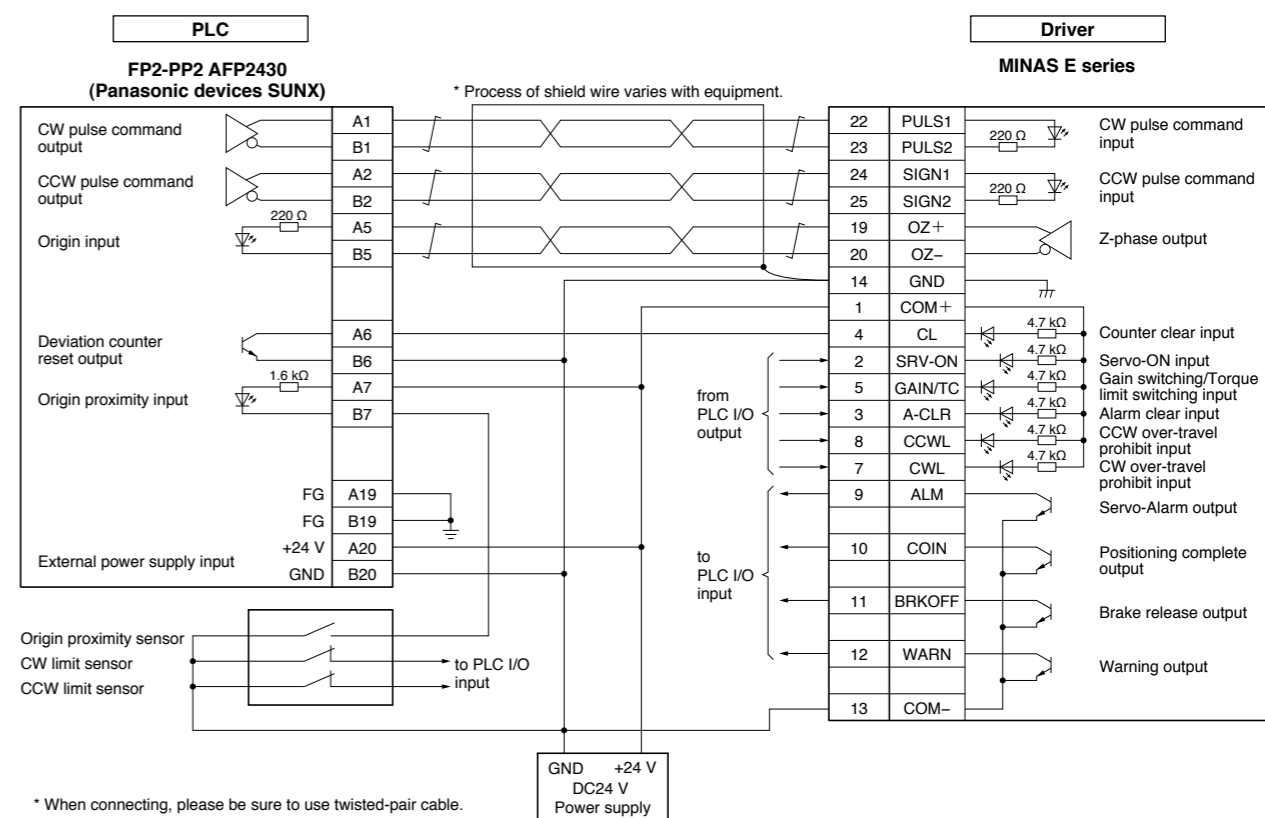 PLC
Driver
FP2-PP2 AFP2430
(Panasonic devices SUNX)
MINAS E series
* Process of shield wire varies with equipment.
CW pulse command
output
A1
B1
22 PULS1
23 PULS2
220 Ω
CW pulse command
input
CCW pulse command
output
A2
B2
24 SIGN1
25 SIGN2
220 Ω
CCW pulse command
input
Origin input
220 Ω
A5
B5
19 OZ+
20 OZ−
Z-phase output
14 GND
1 COM+
Deviation counter
reset output
A6
B6
4 CL
4.7 kΩ
Counter clear input
2 SRV-ON
4.7 kΩ
Servo-ON input
Origin proximity input
1.6 kΩ
A7
B7
from
PLC I/O
output
5 GAIN/TC
4.7 kΩ
Gain switching/Torque
limit switching input
3 A-CLR
4.7 kΩ
Alarm clear input
8 CCWL
4.7 kΩ
CCW over-travel
prohibit input
7 CWL
4.7 kΩ
CW over-travel
prohibit input
FG A19
FG B19
9 ALM
Servo-Alarm output
External power supply input
+24 V A20
GND B20
to
PLC I/O
input
10 COIN
Positioning complete
output
11 BRKOFF
Brake release output
12 WARN
Warning output
13 COM−
Origin proximity sensor
CW limit sensor
CCW limit sensor
to PLC I/O
input
GND +24 V
DC24 V
Power supply
* When connecting, please be sure to use twisted-pair cable.